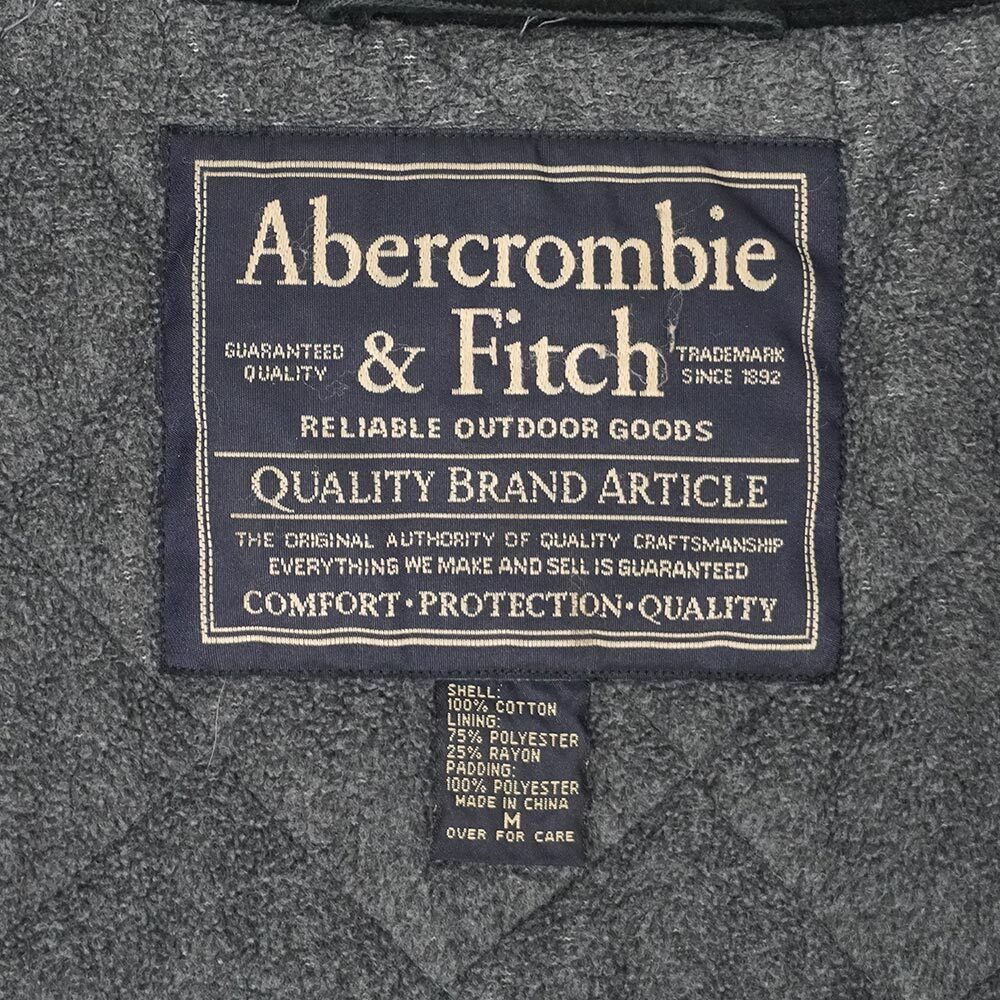 Abercrombie
& Fitch
GUARANTEED
QUALITY
TRADEMARK
SINCE 1892
RELIABLE OUTDOOR GOODS
QUALITY BRAND ARTICLE
THE ORIGINAL AUTHORITY OF QUALITY CRAFTSMANSHIP
EVERYTHING WE MAKE AND SELL IS GUARANTEED
COMFORT·PROTECTION·QUALITY
SHELL:
100% COTTON
LINING:
75% POLYESTER
25% RAYON
PADDING:
100% POLYESTER
MADE IN CHINA
M
OVER FOR CARE